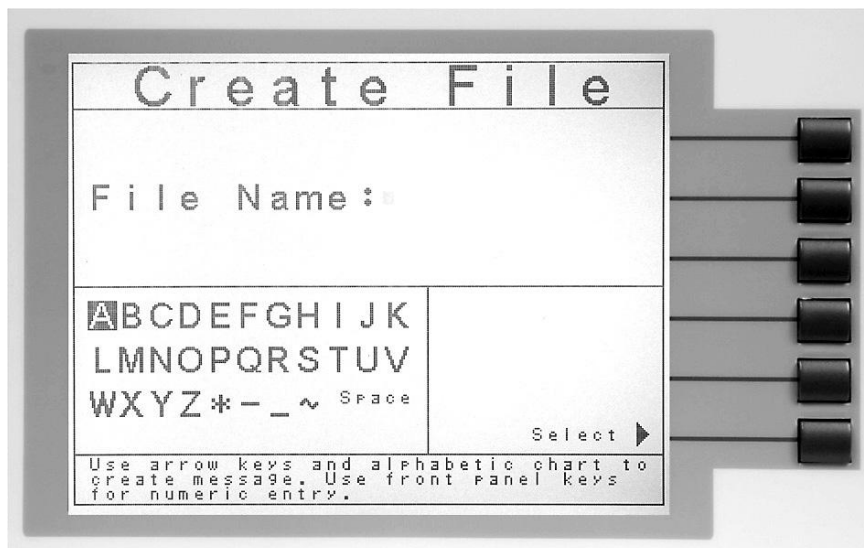 Create File
File Name:
ABCDEFGHIJK
LMNOPQRSTUV
WXYZ*-_~ Space
Select ▶
Use arrow keys and alphabetic chart to
create message. Use front panel keys
for numeric entry.